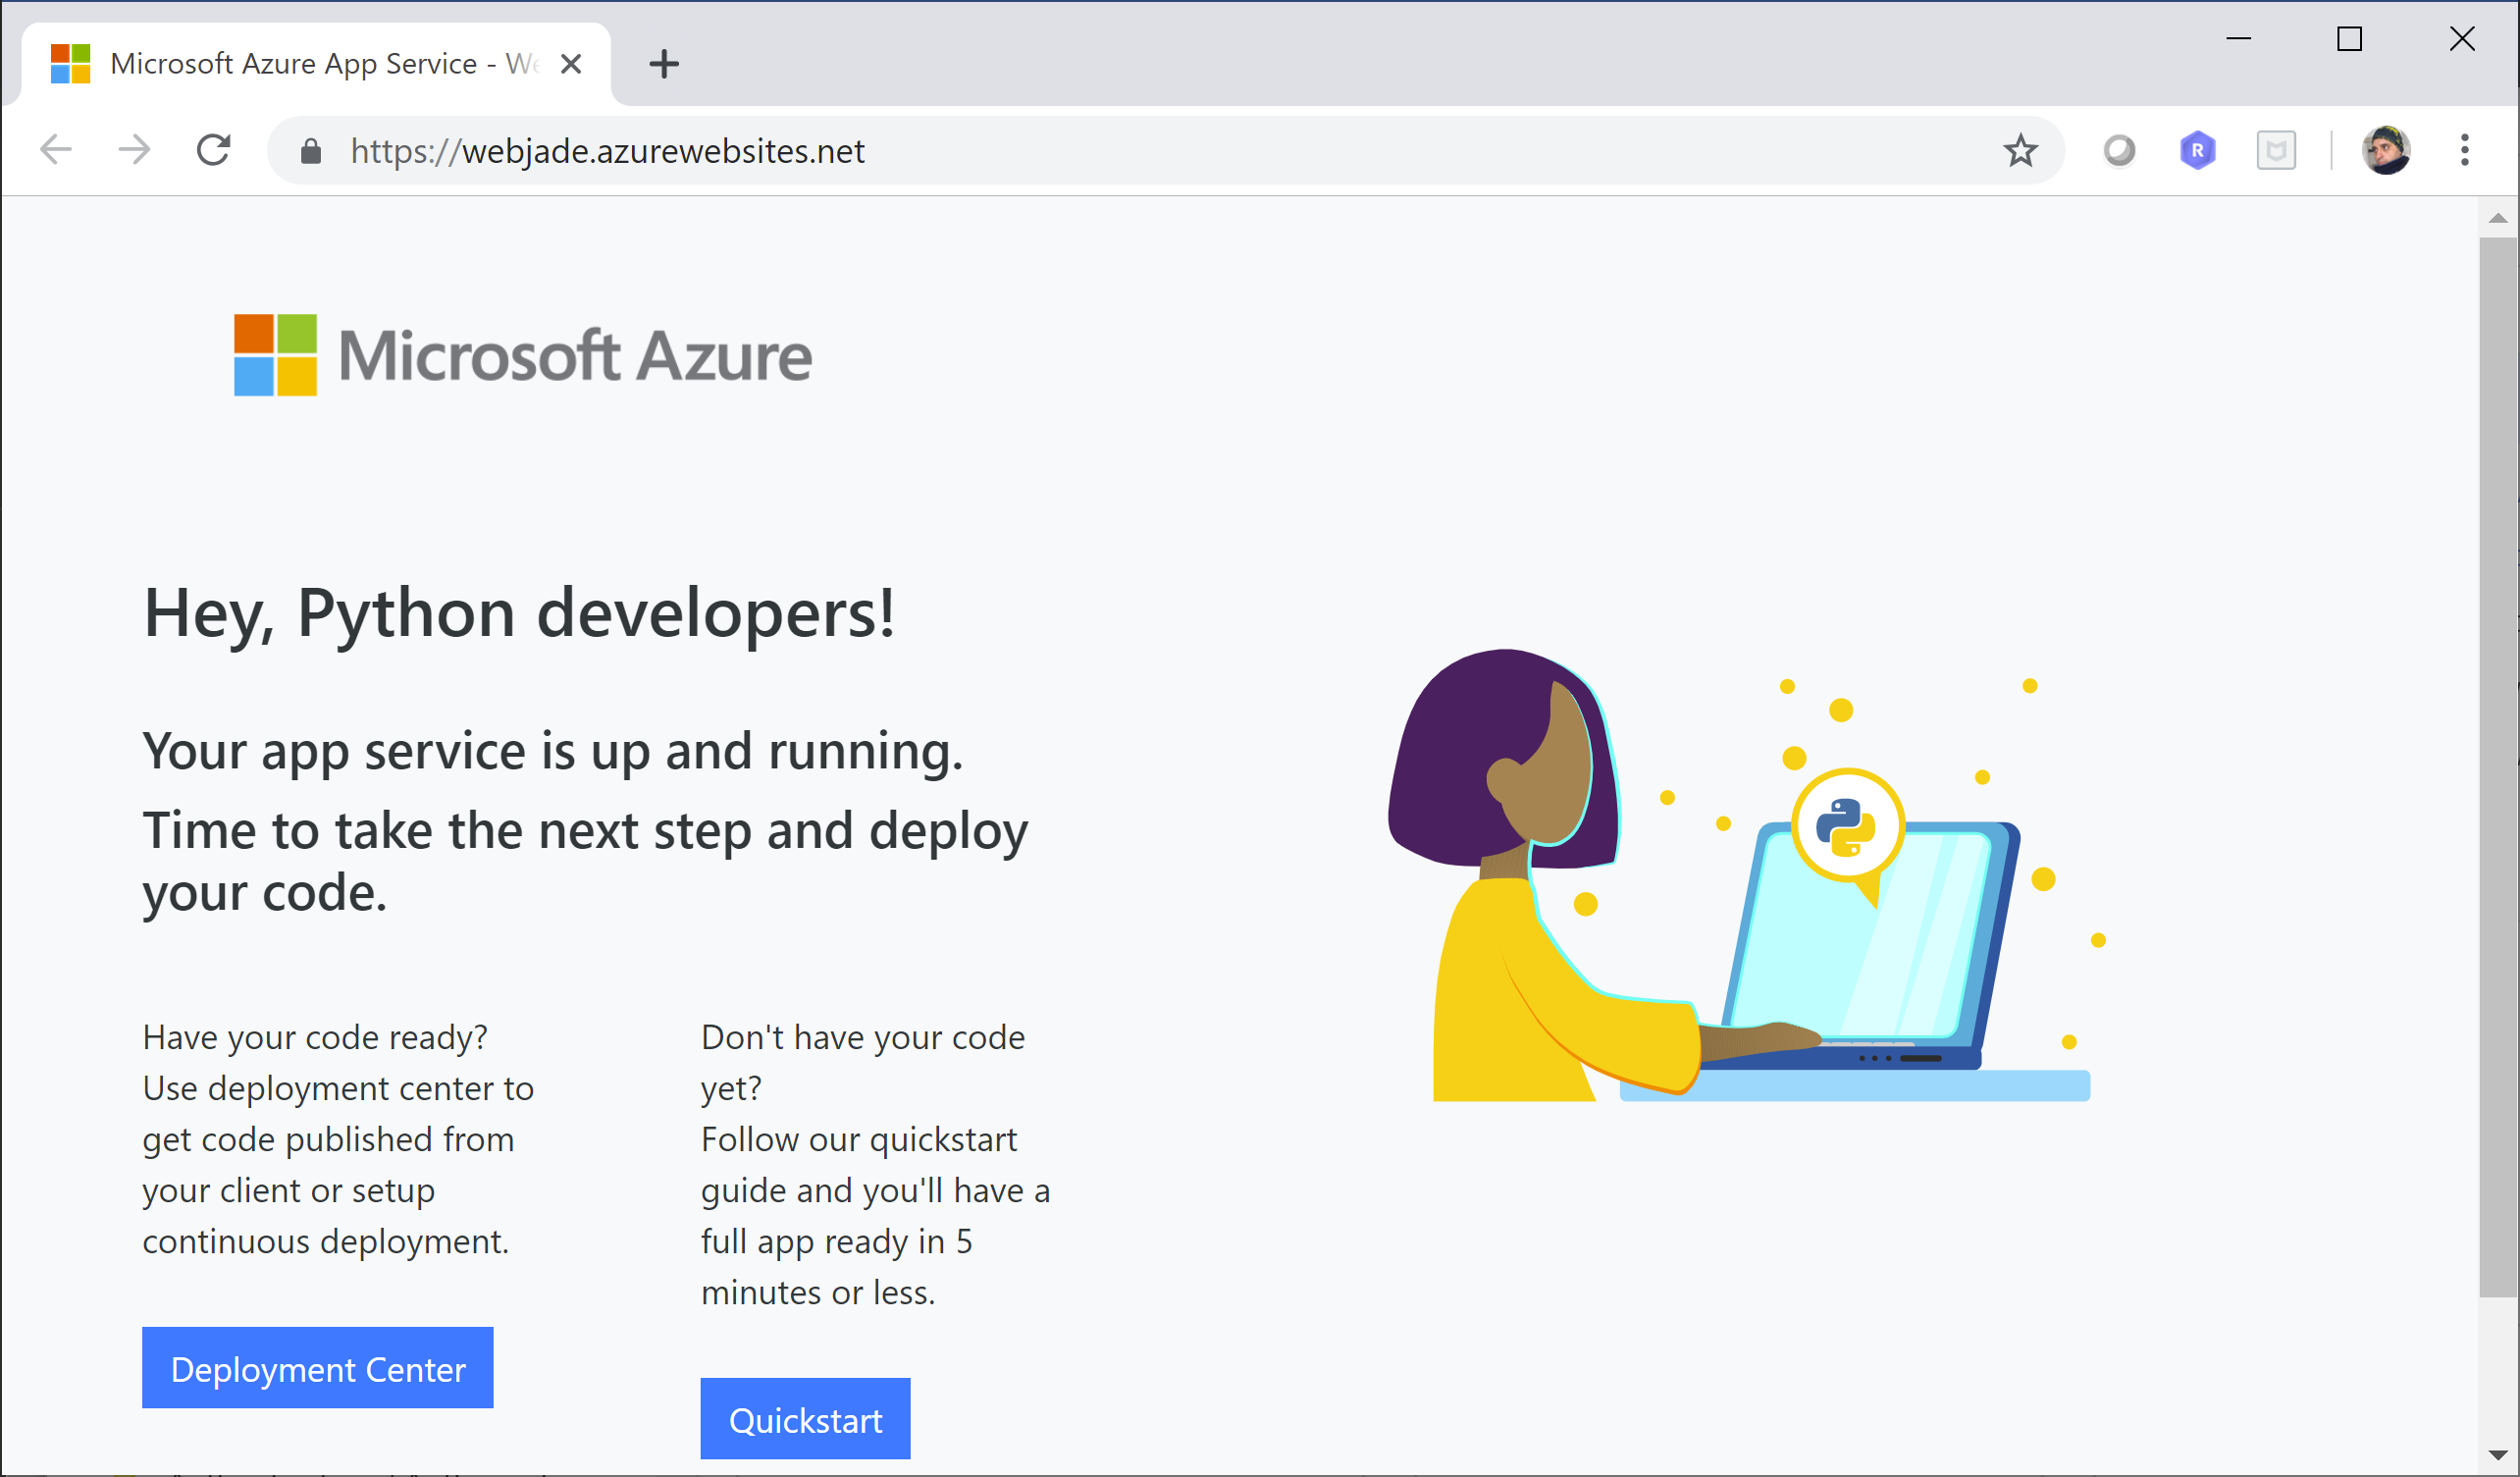 Microsoft Azure App Service - We
https://webjade.azurewebsites.net
R
Microsoft Azure
Hey, Python developers!
Your app service is up and running.
Time to take the next step and deploy
your code.
Have your code ready?
Use deployment center to
get code published from
your client or setup
continuous deployment.
Deployment Center
Don't have your code
yet?
Follow our quickstart
guide and you'll have a
full app ready in 5
minutes or less.
Quickstart